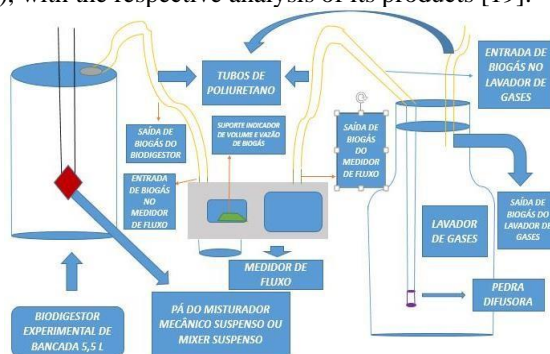 ), with the respective analysis of its products [19].
TUBOS DE
POLIURETANO
ENTRADA DE
BIOGÁS NO
LAVADOR DE
GASES
SAÍDA DE
BIOGÁS DO
BIODIGESTOR
SUPORTE INDICADOR
DE VOLUME E VAZÃO
DE BIOGÁS
SAÍDA DE
BIOGÁS
DO
MEDIDOR
DE FLUXO
ENTRADA DE
BIOGÁS NO
MEDIDOR
DE FLUXO
LAVADOR
DE GASES
SAÍDA DE
BIOGÁS DO
LAVADOR DE
GASES
MEDIDOR DE
FLUXO
PEDRA
DIFUSORA
BIODIGESTOR
EXPERIMENTAL DE
BANCADA 5,5 L
PÁ DO MISTURADOR
MECÂNICO SUSPENSO OU
MIXER SUSPENSO